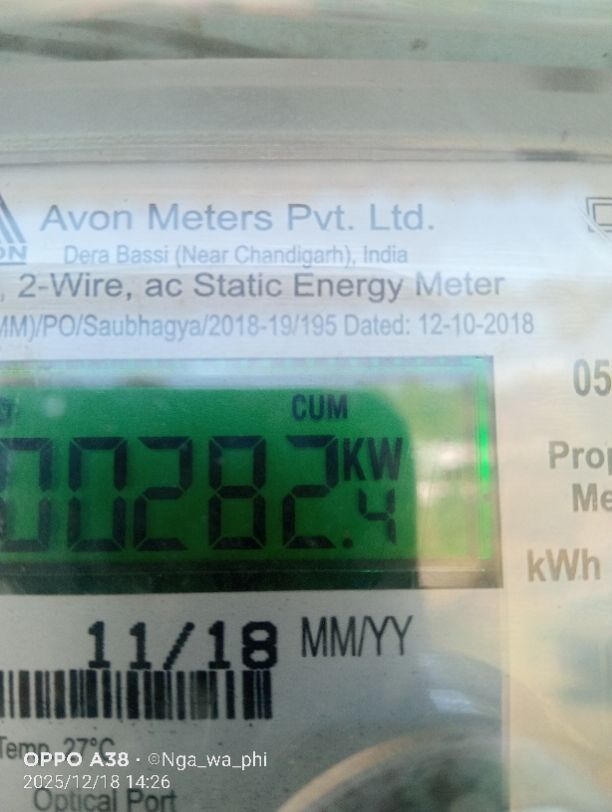 Avon Meters Pvt. Ltd.
Dera Bassi (Near Chandigarh), India
, 2-Wire, ac Static Energy Meter
MM)/PO/Saubhagya/2018-19/195 Dated: 12-10-2018
05
CUM
00282.4 KW
Prop
Me
kWh
11/18 MM/YY
Temp. 27°C
OPPO A38 · ©Nga_wa_phi
2025/12/18 14:26
Optical Port